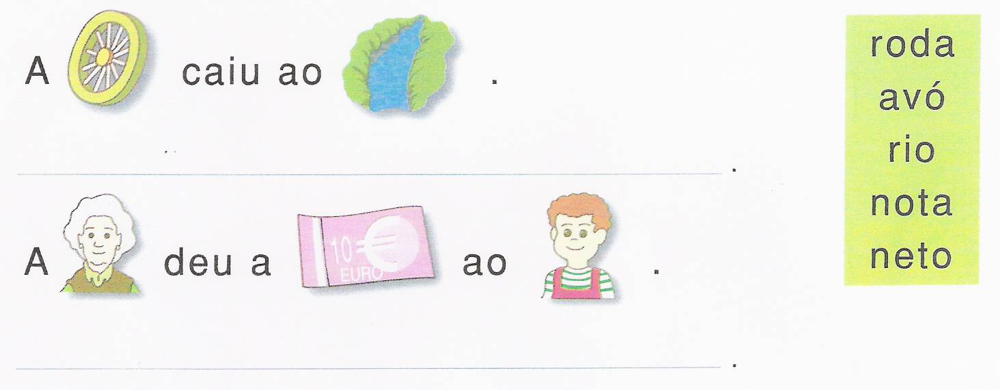 A caiu ao .
.
A deu a 10 EURO ao .
.
roda
avó
rio
nota
neto